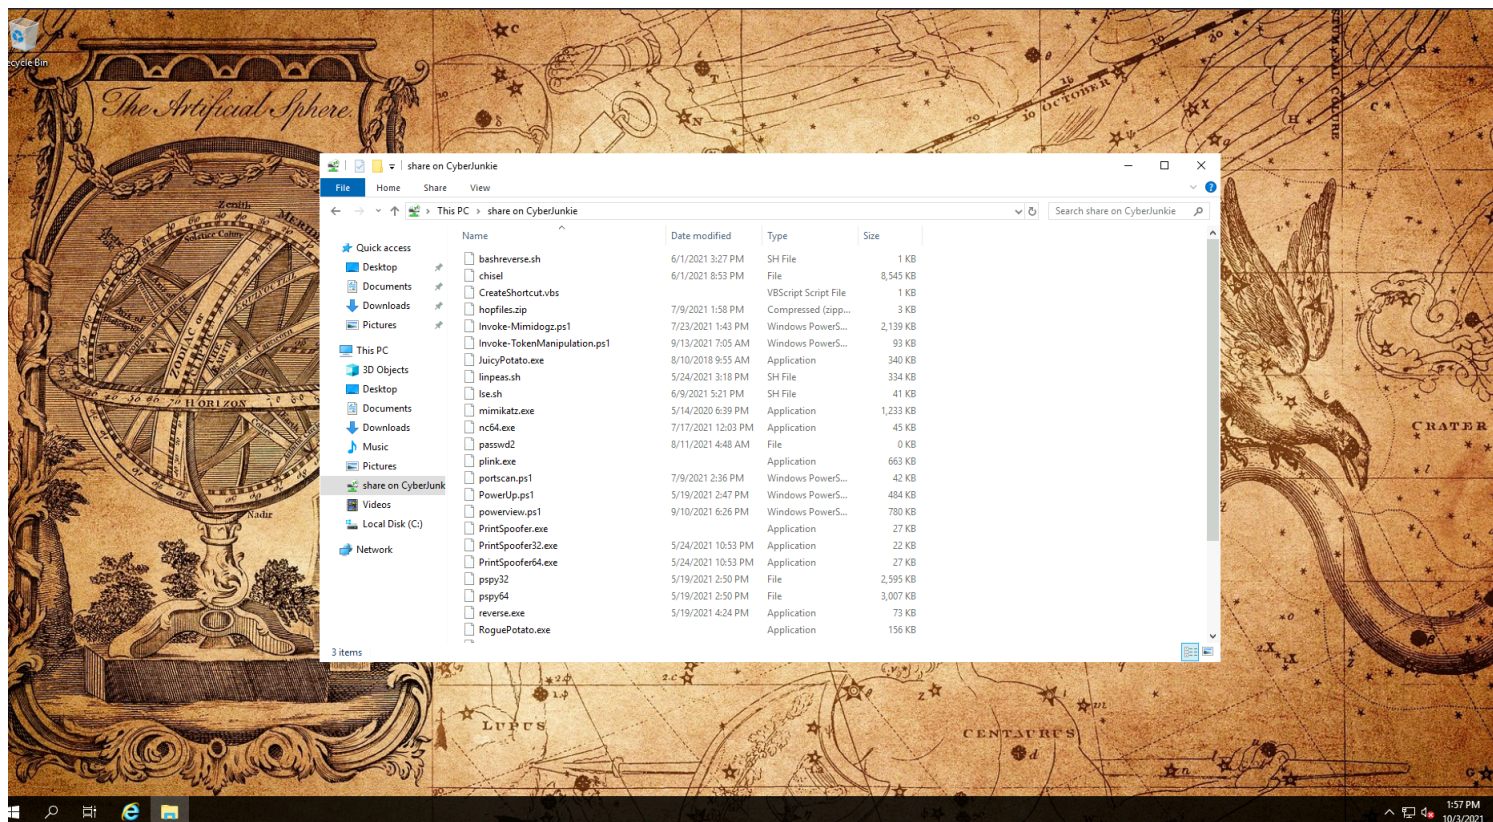 Recycle Bin
The Artificial Sphere.
OCTOBER
Zenith
Solstice Colure
HORIZON
Nadir
CRATER
LUPUS
CENTAURUS
share on CyberJunkie
File Home Share View
This PC > share on CyberJunkie
Search share on CyberJunkie
Quick access
Desktop
Documents
Downloads
Pictures
This PC
3D Objects
Desktop
Documents
Downloads
Music
Pictures
share on CyberJunk
Videos
Local Disk (C:)
Network
Name Date modified Type Size
bashreverse.sh 6/1/2021 3:27 PM SH File 1 KB
chisel 6/1/2021 8:53 PM File 8,545 KB
CreateShortcut.vbs VBScript Script File 1 KB
hopfiles.zip 7/9/2021 1:58 PM Compressed (zipp... 3 KB
Invoke-Mimidogz.ps1 7/23/2021 1:43 PM Windows PowerS... 2,139 KB
Invoke-TokenManipulation.ps1 9/13/2021 7:05 AM Windows PowerS... 93 KB
JuicyPotato.exe 8/10/2018 9:55 AM Application 340 KB
linpeas.sh 5/24/2021 3:18 PM SH File 334 KB
lse.sh 6/9/2021 5:21 PM SH File 41 KB
mimikatz.exe 5/14/2020 6:39 PM Application 1,233 KB
nc64.exe 7/17/2021 12:03 PM Application 45 KB
passwd2 8/11/2021 4:48 AM File 0 KB
plink.exe Application 663 KB
portscan.ps1 7/9/2021 2:36 PM Windows PowerS... 42 KB
PowerUp.ps1 5/19/2021 2:47 PM Windows PowerS... 484 KB
powerview.ps1 9/10/2021 6:26 PM Windows PowerS... 780 KB
PrintSpoofer.exe Application 27 KB
PrintSpoofer32.exe 5/24/2021 10:53 PM Application 22 KB
PrintSpoofer64.exe 5/24/2021 10:53 PM Application 27 KB
pspy32 5/19/2021 2:50 PM File 2,595 KB
pspy64 5/19/2021 2:50 PM File 3,007 KB
reverse.exe 5/19/2021 4:24 PM Application 73 KB
RoguePotato.exe Application 156 KB
3 items
1:57 PM
10/3/2021